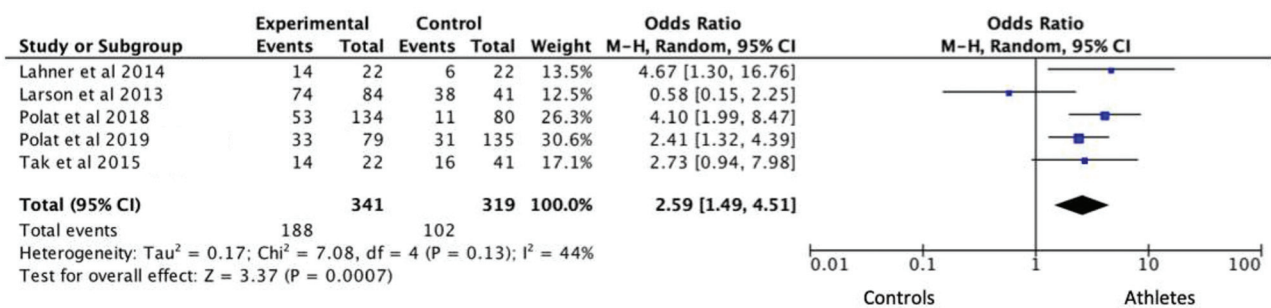 Experimental Control Odds Ratio Odds Ratio
Study or Subgroup Events Total Events Total Weight M-H, Random, 95% CI M-H, Random, 95% CI
Lahner et al 2014 14 22 6 22 13.5% 4.67 [1.30, 16.76]
Larson et al 2013 74 84 38 41 12.5% 0.58 [0.15, 2.25]
Polat et al 2018 53 134 11 80 26.3% 4.10 [1.99, 8.47]
Polat et al 2019 33 79 31 135 30.6% 2.41 [1.32, 4.39]
Tak et al 2015 14 22 16 41 17.1% 2.73 [0.94, 7.98]
Total (95% CI) 341 319 100.0% 2.59 [1.49, 4.51]
Total events 188 102
Heterogeneity: Tau² = 0.17; Chi² = 7.08, df = 4 (P = 0.13); I² = 44%
Test for overall effect: Z = 3.37 (P = 0.0007)
0.01 0.1 1 10 100
Controls Athletes